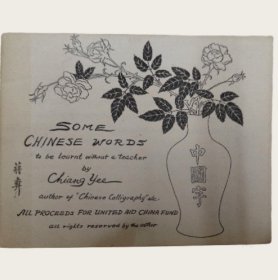 SOME
CHINESE WORDS
to be learnt without a teacher
by
Chiang Yee
author of "Chinese Calligraphy" etc.
ALL PROCEEDS FOR UNITED AID CHINA FUND
all rights reserved by the author
蔣彝
中國字